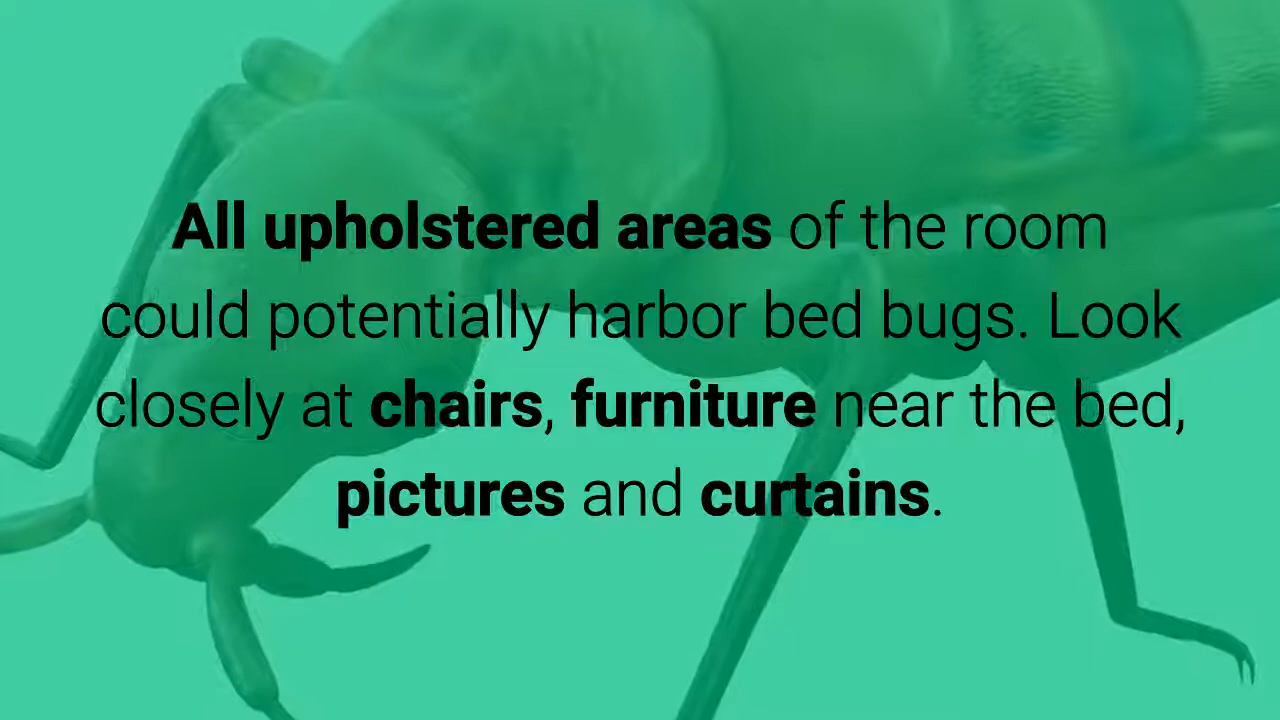 All upholstered areas of the room
could potentially harbor bed bugs. Look
closely at chairs, furniture near the bed,
pictures and curtains.